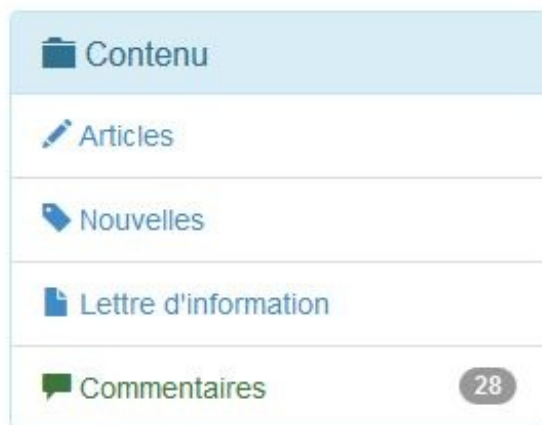 Contenu
Articles
Nouvelles
Lettre d'information
Commentaires 28